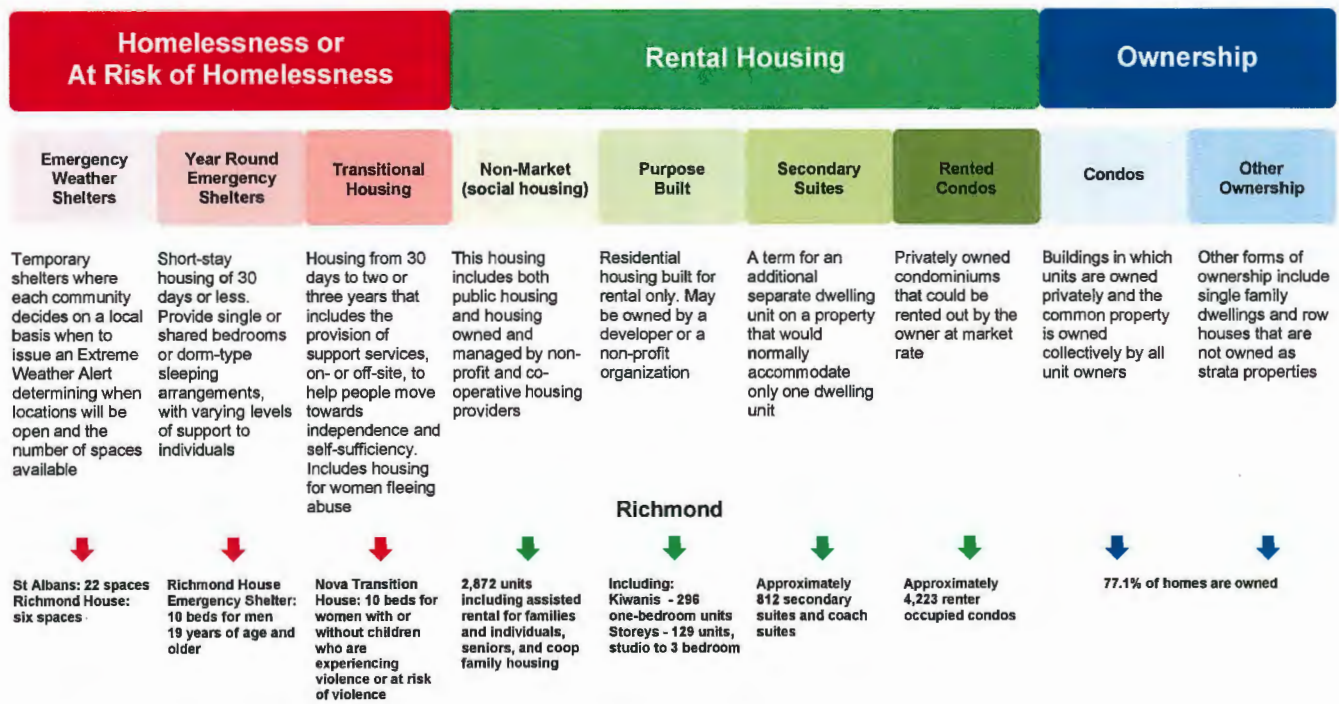 Homelessness or
At Risk of Homelessness
Rental Housing
Ownership
Emergency
Weather
Shelters
Year Round
Emergency
Shelters
Transitional
Housing
Non-Market
(social housing)
Purpose
Built
Secondary
Suites
Rented
Condos
Condos
Other
Ownership
Temporary
shelters where
each community
decides on a local
basis when to
issue an Extreme
Weather Alert
determining when
locations will be
open and the
number of spaces
available
Short-stay
housing of 30
days or less.
Provide single or
shared bedrooms
or dorm-type
sleeping
arrangements,
with varying levels
of support to
individuals
Housing from 30
days to two or
three years that
includes the
provision of
support services,
on- or off-site, to
help people move
towards
independence and
self-sufficiency.
Includes housing
for women fleeing
abuse
This housing
includes both
public housing
and housing
owned and
managed by non-
profit and co-
operative housing
providers
Residential
housing built for
rental only. May
be owned by a
developer or a
non-profit
organization
A term for an
additional
separate dwelling
unit on a property
that would
normally
accommodate
only one dwelling
unit
Privately owned
condominiums
that could be
rented out by the
owner at market
rate
Buildings in which
units are owned
privately and the
common property
is owned
collectively by all
unit owners
Other forms of
ownership include
single family
dwellings and row
houses that are
not owned as
strata properties
Richmond
St Albans: 22 spaces
Richmond House:
six spaces
Richmond House
Emergency Shelter:
10 beds for men
19 years of age and
older
Nova Transition
House: 10 beds for
women with or
without children
who are
experiencing
violence or at risk
of violence
2,872 units
including assisted
rental for families
and individuals,
seniors, and coop
family housing
Including:
Kiwanis - 296
one-bedroom units
Storeys - 129 units,
studio to 3 bedroom
Approximately
812 secondary
suites and coach
suites
Approximately
4,223 renter
occupied condos
77.1% of homes are owned